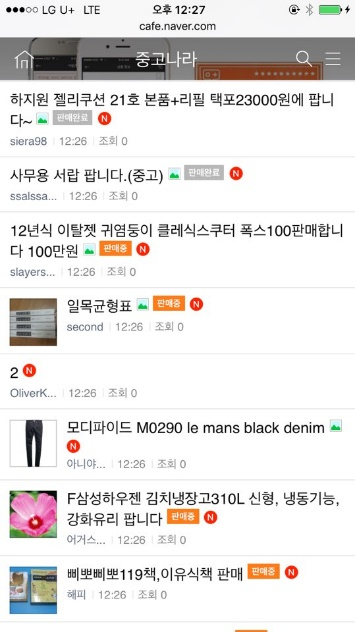 LG U+ LTE 오후 12:27
cafe.naver.com
중고나라
하지원 젤리쿠션 21호 본품+리필 택포23000원에 팝니
다~ 판매완료 N
siera98 12:26 조회 0
사무용 서랍 팝니다.(중고) 판매완료 N
ssalssa... 12:26 조회 0
12년식 이탈젯 귀염둥이 클레식스쿠터 폭스100판매합니
다 100만원 판매중 N
slayers... 12:26 조회 0
일목균형표 판매중 N
second 12:26 조회 0
2 N
OliverK... 12:26 조회 0
모디파이드 M0290 le mans black denim
N
아니야... 12:26 조회 0
F삼성하우젠 김치냉장고310L 신형, 냉동기능,
강화유리 팝니다 판매중 N
어거스... 12:26 조회 0
삐뽀삐뽀119책,이유식책 판매 판매중 N
해피 12:26 조회 0